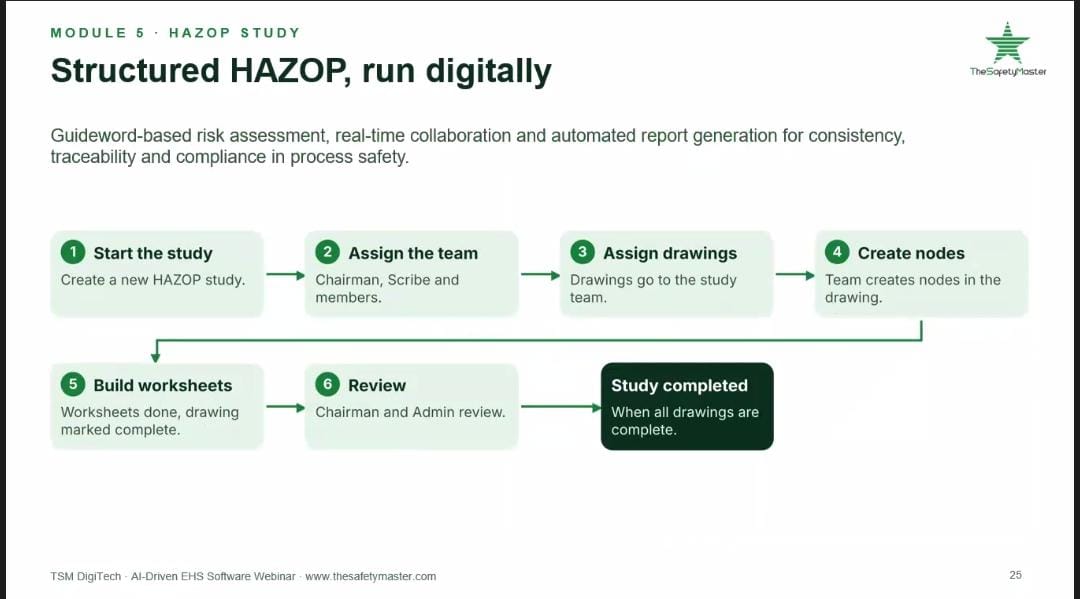 MODULE 5 · HAZOP STUDY
TheSafetyMaster
Structured HAZOP, run digitally
Guideword-based risk assessment, real-time collaboration and automated report generation for consistency,
traceability and compliance in process safety.
1 Start the study
Create a new HAZOP study.
2 Assign the team
Chairman, Scribe and
members.
3 Assign drawings
Drawings go to the study
team.
4 Create nodes
Team creates nodes in the
drawing.
5 Build worksheets
Worksheets done, drawing
marked complete.
6 Review
Chairman and Admin review.
Study completed
When all drawings are
complete.
TSM DigiTech · AI-Driven EHS Software Webinar · www.thesafetymaster.com
25